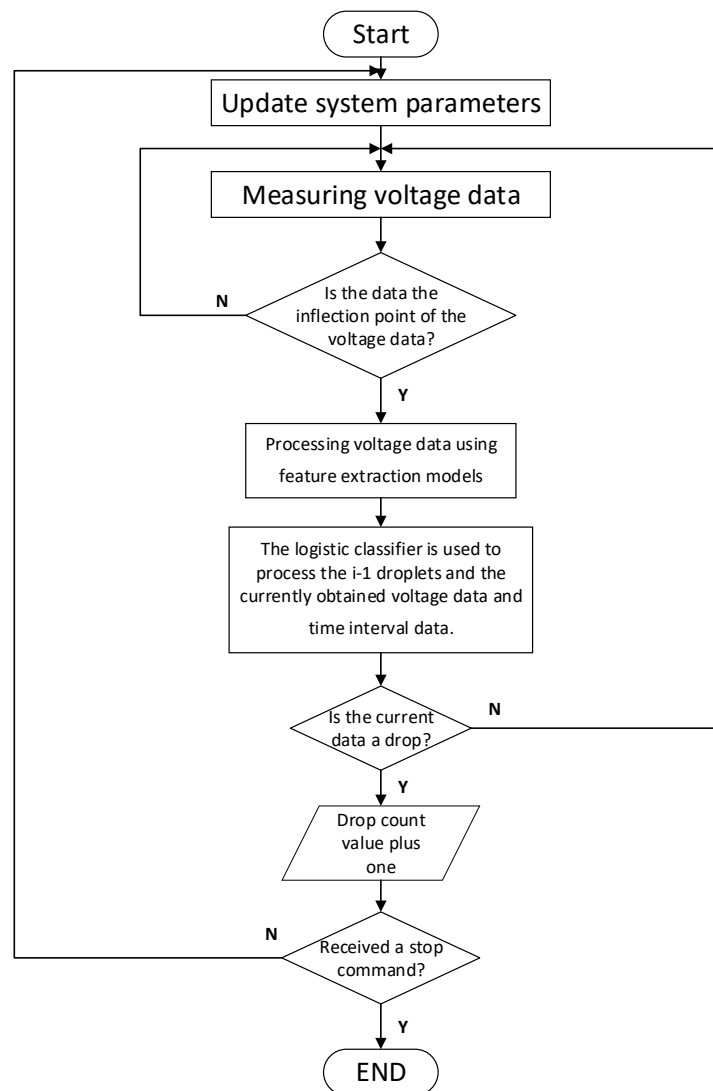 Start
Update system parameters
Measuring voltage data
N
Is the data the
inflection point of the
voltage data?
Y
Processing voltage data using
feature extraction models
The logistic classifier is used to
process the i-1 droplets and the
currently obtained voltage data and
time interval data.
Is the current
data a drop?
N
Y
Drop count
value plus
one
N
Received a stop
command?
Y
END